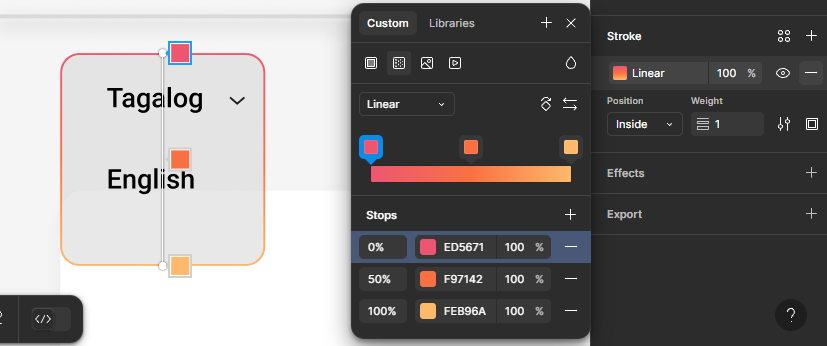 Tagalog
English
</>
Custom
Libraries
Linear
Stops
0%
ED5671
100
%
50%
F97142
100
%
100%
FEB96A
100
%
Stroke
Linear
100
%
Position
Weight
Inside
1
Effects
Export
?